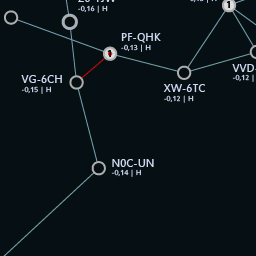 -0,16 | H
1
PF-QHK
-0,13 | H
VG-6CH
-0,15 | H
VVD-
-0,12 |
XW-6TC
-0,12 | H
N0C-UN
-0,14 | H